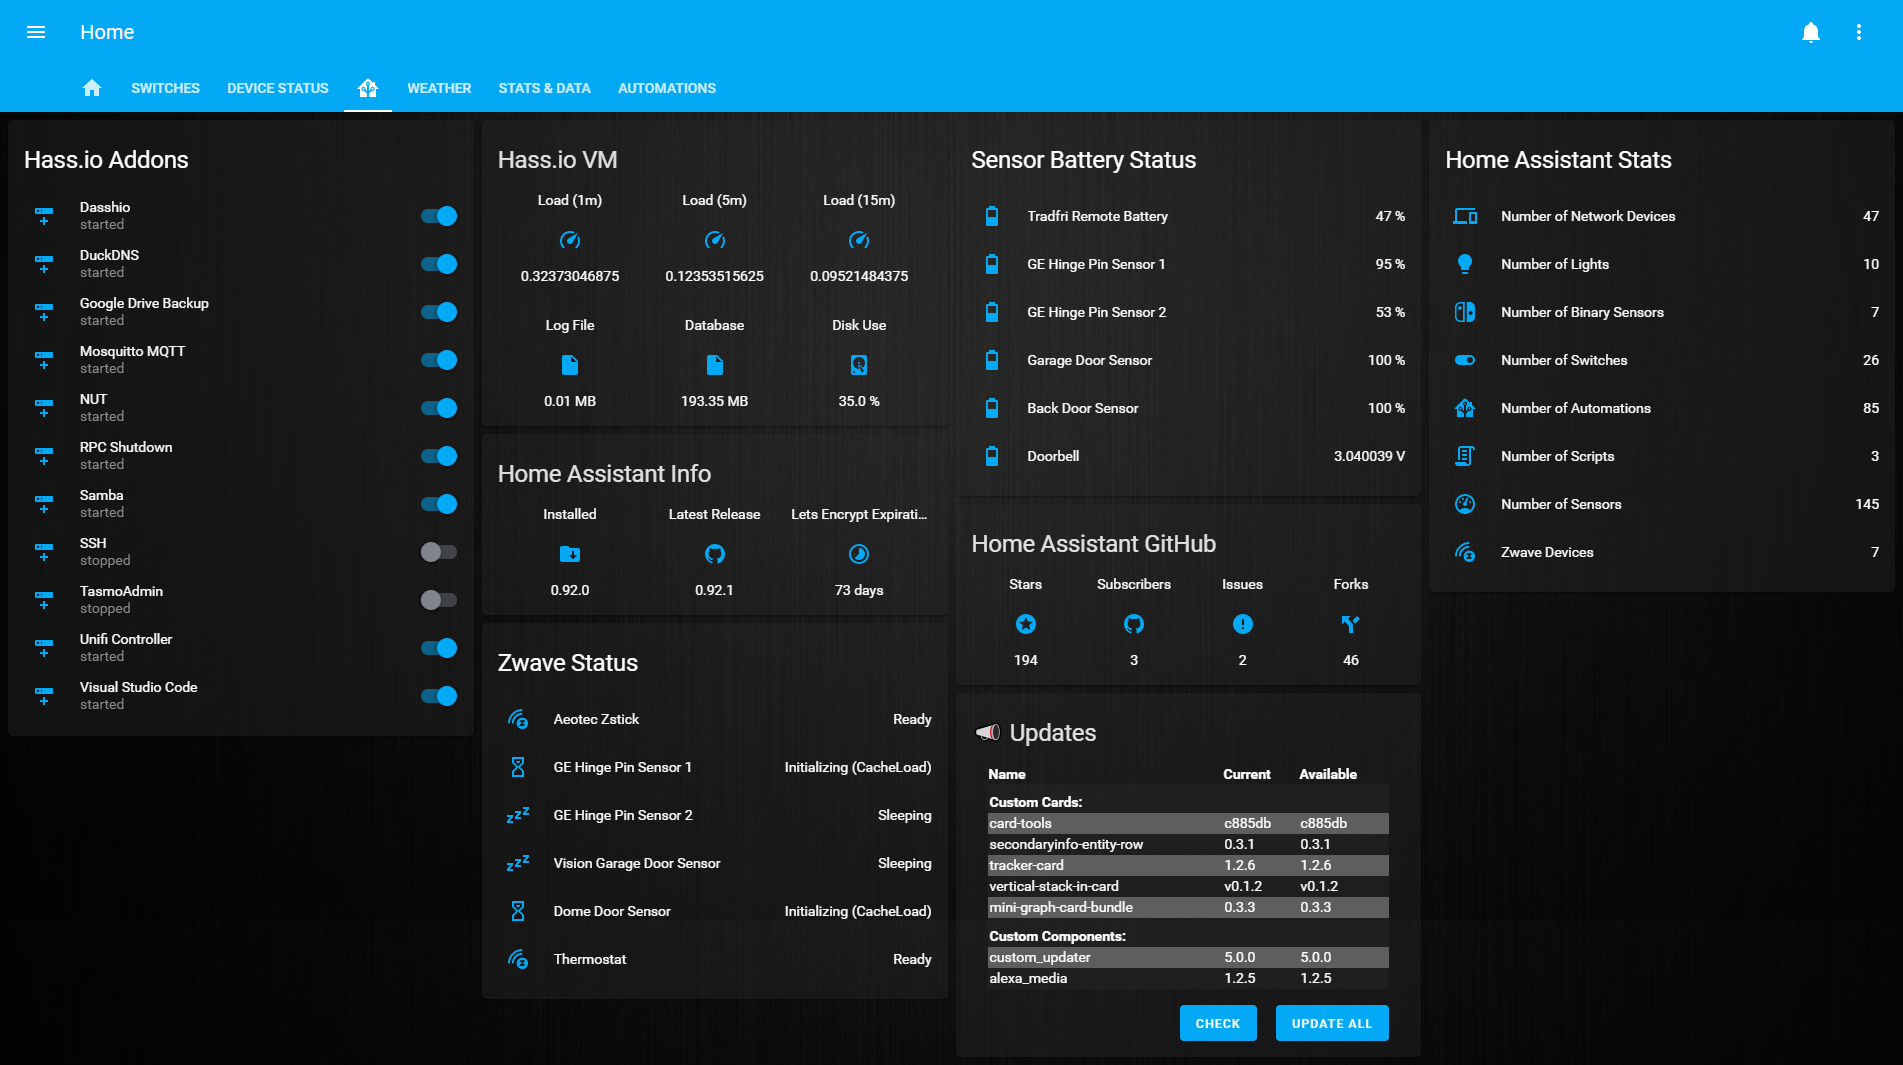 Home
SWITCHES DEVICE STATUS WEATHER STATS & DATA AUTOMATIONS
Hass.io Addons
Dasshio
started
DuckDNS
started
Google Drive Backup
started
Mosquitto MQTT
started
NUT
started
RPC Shutdown
started
Samba
started
SSH
stopped
TasmoAdmin
stopped
Unifi Controller
started
Visual Studio Code
started
Hass.io VM
Load (1m) Load (5m) Load (15m)
0.32373046875 0.12353515625 0.09521484375
Log File Database Disk Use
0.01 MB 193.35 MB 35.0 %
Home Assistant Info
Installed Latest Release Lets Encrypt Expirati...
0.92.0 0.92.1 73 days
Zwave Status
Aeotec Zstick Ready
GE Hinge Pin Sensor 1 Initializing (CacheLoad)
GE Hinge Pin Sensor 2 Sleeping
Vision Garage Door Sensor Sleeping
Dome Door Sensor Initializing (CacheLoad)
Thermostat Ready
Sensor Battery Status
Tradfri Remote Battery 47 %
GE Hinge Pin Sensor 1 95 %
GE Hinge Pin Sensor 2 53 %
Garage Door Sensor 100 %
Back Door Sensor 100 %
Doorbell 3.040039 V
Home Assistant GitHub
Stars Subscribers Issues Forks
194 3 2 46
Updates
Name Current Available
Custom Cards:
card-tools c885db c885db
secondaryinfo-entity-row 0.3.1 0.3.1
tracker-card 1.2.6 1.2.6
vertical-stack-in-card v0.1.2 v0.1.2
mini-graph-card-bundle 0.3.3 0.3.3
Custom Components:
custom_updater 5.0.0 5.0.0
alexa_media 1.2.5 1.2.5
CHECK UPDATE ALL
Home Assistant Stats
Number of Network Devices 47
Number of Lights 10
Number of Binary Sensors 7
Number of Switches 26
Number of Automations 85
Number of Scripts 3
Number of Sensors 145
Zwave Devices 7